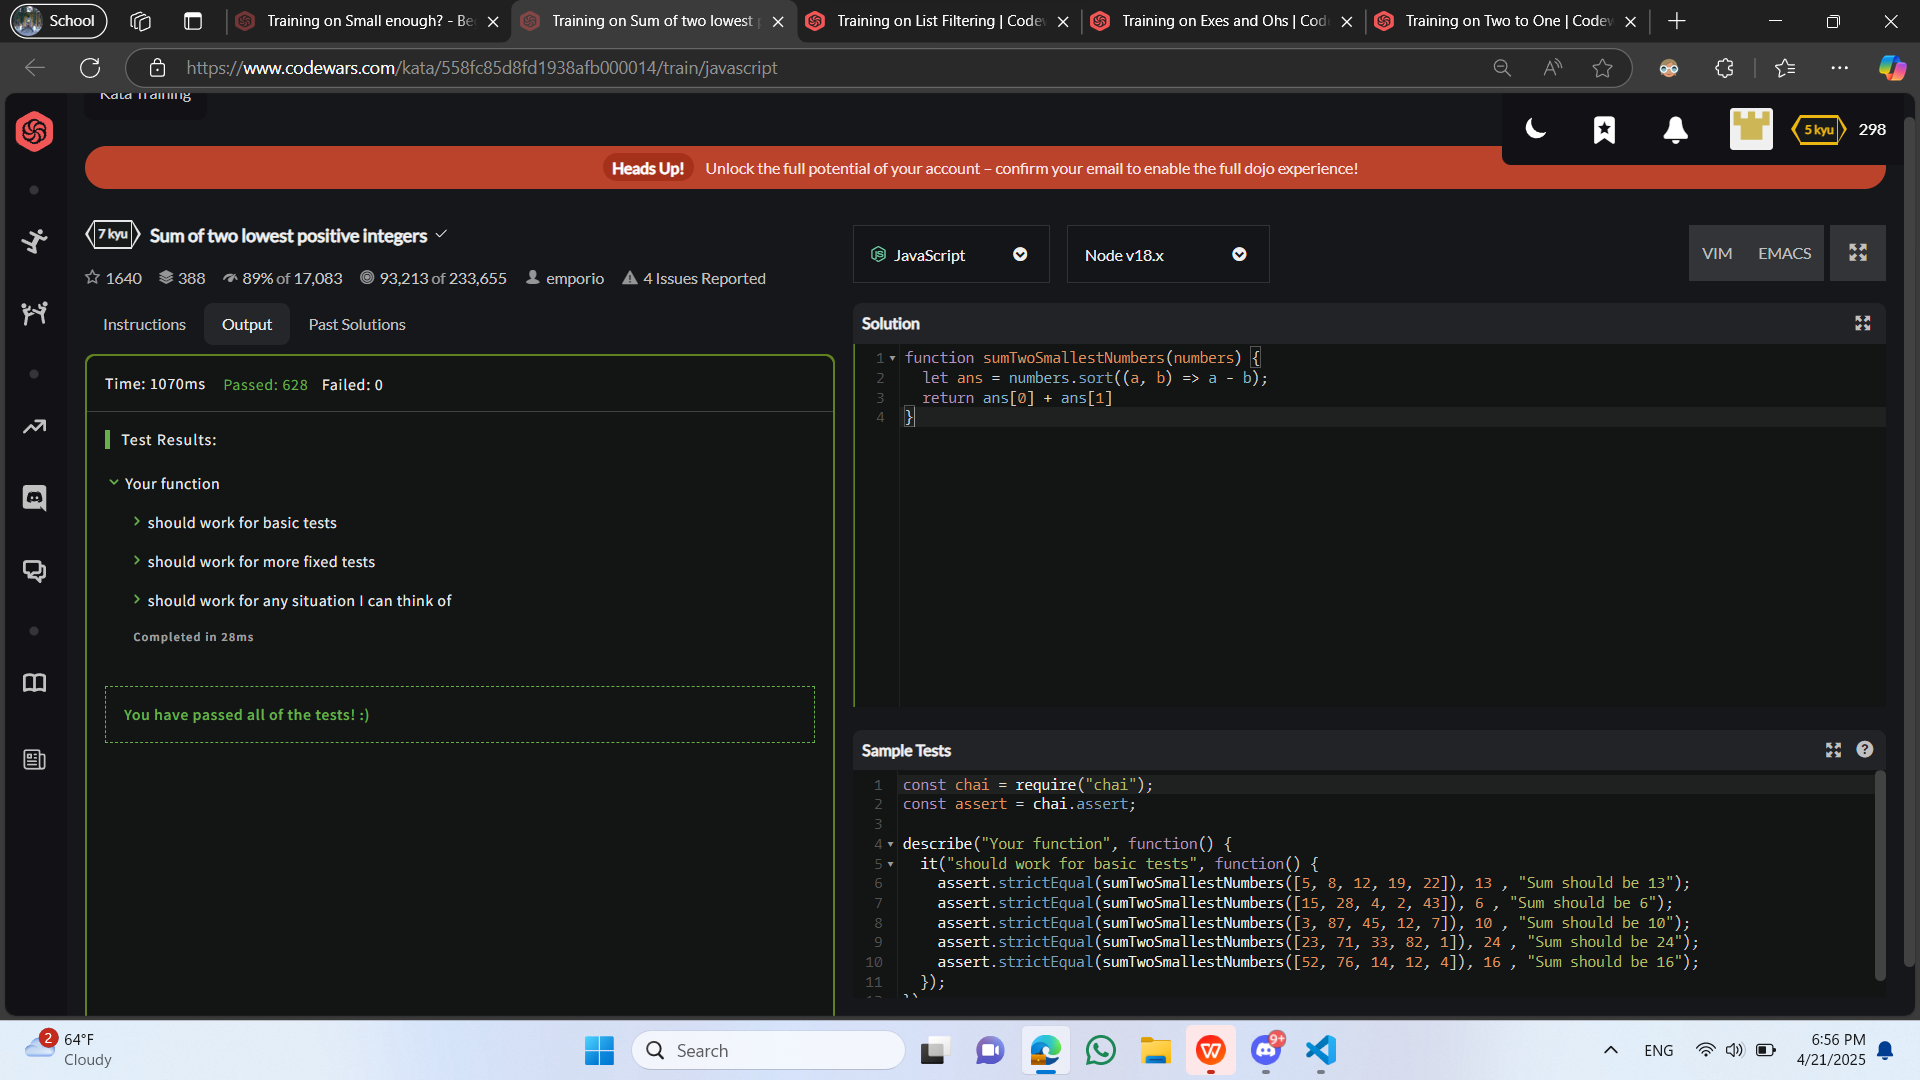 School
Training on Small enough? - Be
Training on Sum of two lowest p
Training on List Filtering | Codew
Training on Exes and Ohs | Cod
Training on Two to One | Codew
https://www.codewars.com/kata/558fc85d8fd1938afb000014/train/javascript
Kata Training
5 kyu 298
Heads Up! Unlock the full potential of your account – confirm your email to enable the full dojo experience!
7 kyu Sum of two lowest positive integers
1640 388 89% of 17,083 93,213 of 233,655 emporio 4 Issues Reported
JavaScript
Node v18.x
VIM EMACS
Instructions Output Past Solutions
Time: 1070ms Passed: 628 Failed: 0
Test Results:
Your function
should work for basic tests
should work for more fixed tests
should work for any situation I can think of
Completed in 28ms
You have passed all of the tests! :)
Solution
1 function sumTwoSmallestNumbers(numbers) {
2 let ans = numbers.sort((a, b) => a - b);
3 return ans[0] + ans[1]
4 }
Sample Tests
1 const chai = require("chai");
2 const assert = chai.assert;
3
4 describe("Your function", function() {
5 it("should work for basic tests", function() {
6 assert.strictEqual(sumTwoSmallestNumbers([5, 8, 12, 19, 22]), 13 , "Sum should be 13");
7 assert.strictEqual(sumTwoSmallestNumbers([15, 28, 4, 2, 43]), 6 , "Sum should be 6");
8 assert.strictEqual(sumTwoSmallestNumbers([3, 87, 45, 12, 7]), 10 , "Sum should be 10");
9 assert.strictEqual(sumTwoSmallestNumbers([23, 71, 33, 82, 1]), 24 , "Sum should be 24");
10 assert.strictEqual(sumTwoSmallestNumbers([52, 76, 14, 12, 4]), 16 , "Sum should be 16");
11 });
2
64°F
Cloudy
Search
9+
ENG
6:56 PM
4/21/2025